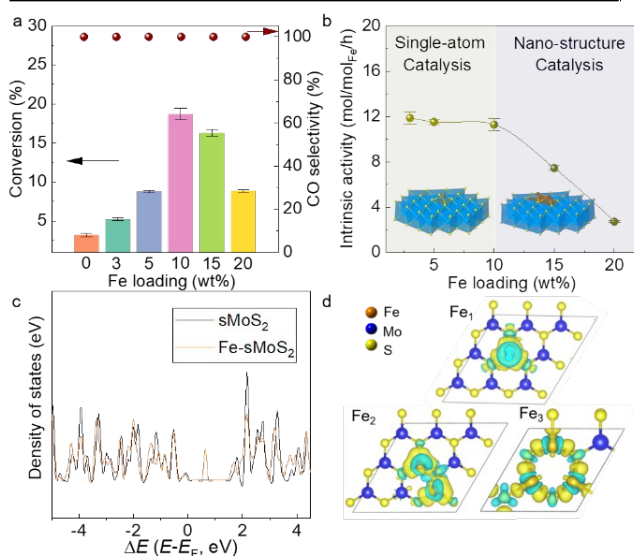 a
Conversion (%)
30
25
20
15
10
5
0 3 5 10 15 20
Fe loading (wt%)
100
80
60
40
20
0
CO selectivity (%)
b
Intrinsic activity (mol/mol_Fe/h)
20
16
12
8
4
0
Single-atom Catalysis
Nano-structure Catalysis
5 10 15 20
Fe loading (wt%)
c
Density of states (eV)
sMoS₂
Fe-sMoS₂
-4 -2 0 2 4
ΔE (E-E_F, eV)
d
Fe
Mo
S
Fe₁
Fe₂
Fe₃